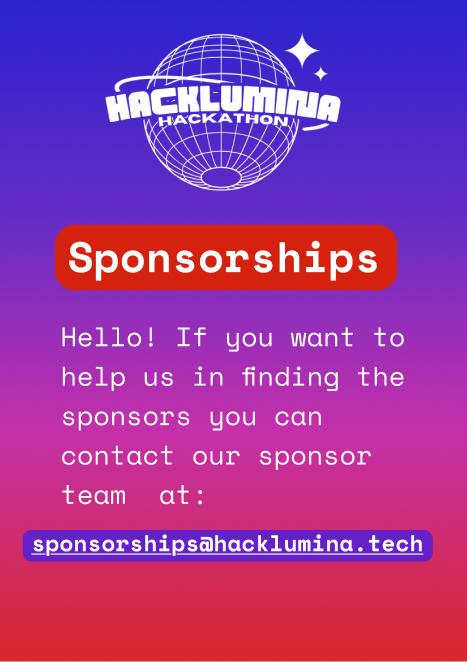 HACKLUMINA
HACKATHON
Sponsorships
Hello! If you want to
help us in finding the
sponsors you can
contact our sponsor
team  at:
sponsorships@hacklumina.tech